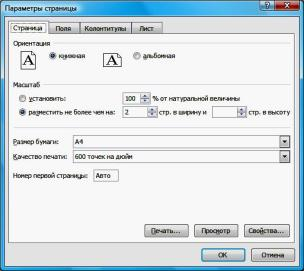 Параметры страницы
Страница Поля Колонтитулы Лист
Ориентация
A книжная A альбомная
Масштаб
установить: 100 % от натуральной величины
разместить не более чем на: 2 стр. в ширину и стр. в высоту
Размер бумаги: A4
Качество печати: 600 точек на дюйм
Номер первой страницы: Авто
Печать... Просмотр Свойства...
OK Отмена